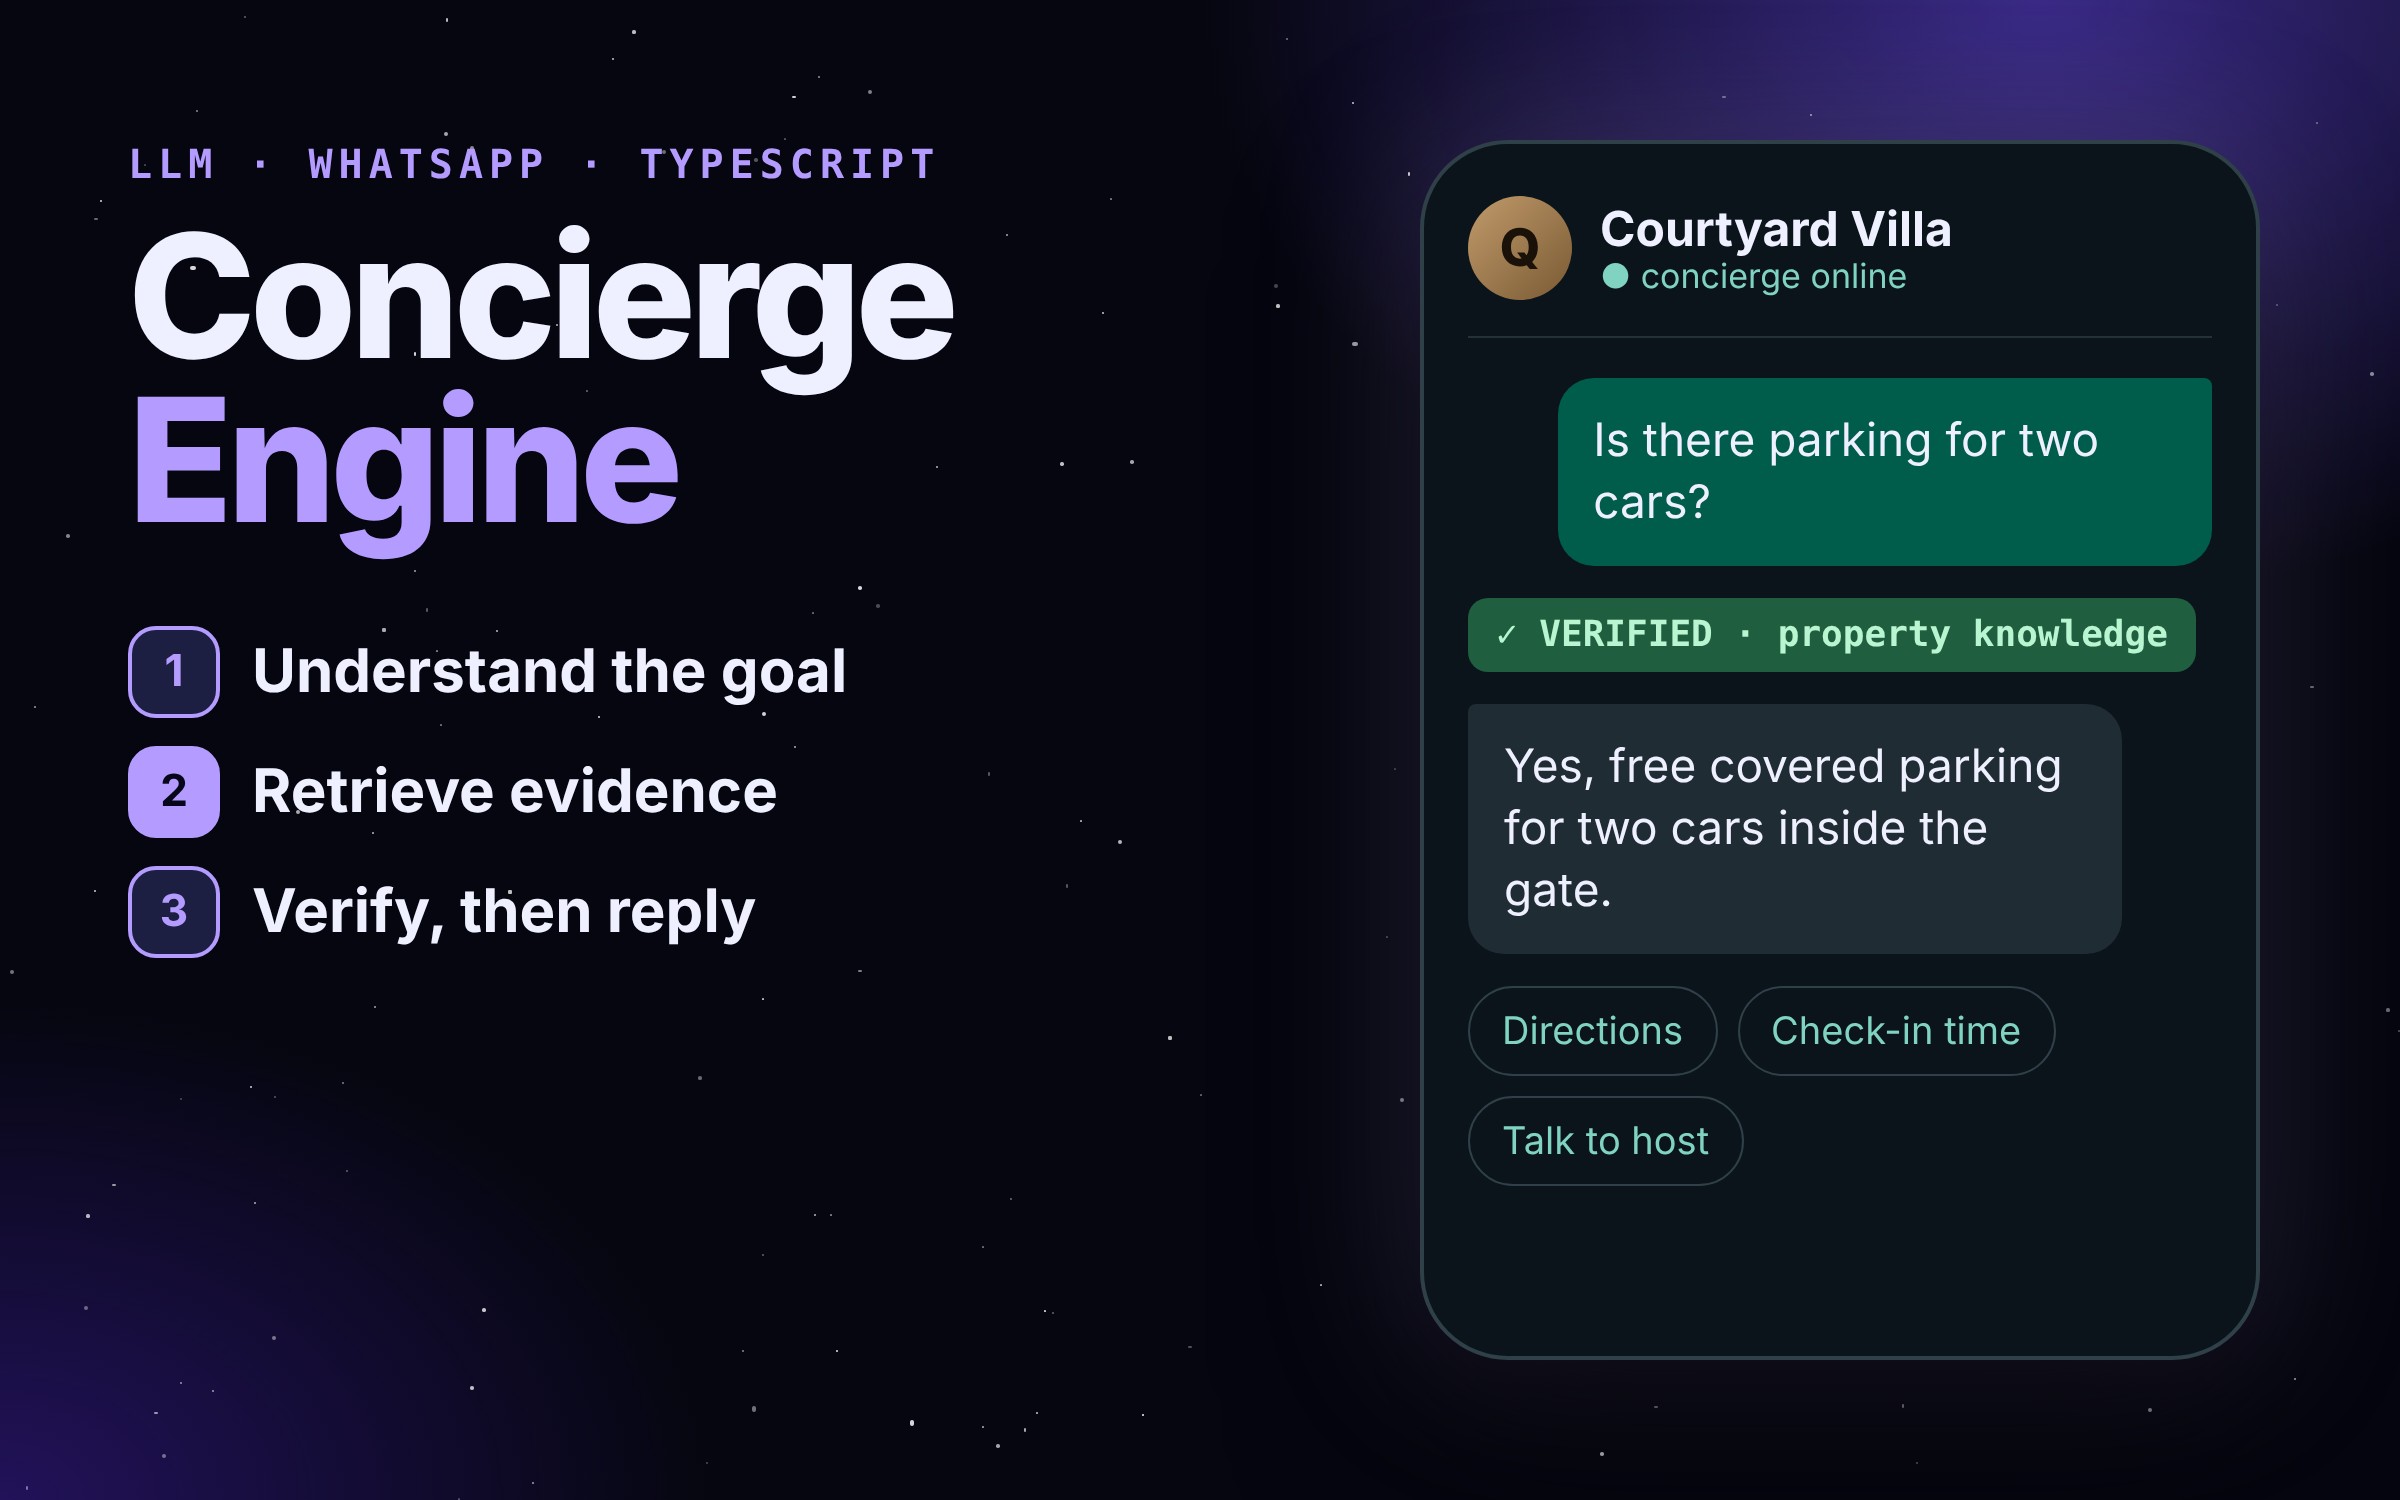 LLM · WHATSAPP · TYPESCRIPT
Concierge
Engine
1 Understand the goal
2 Retrieve evidence
3 Verify, then reply
Q
Courtyard Villa
concierge online
Is there parking for two
cars?
✓ VERIFIED · property knowledge
Yes, free covered parking
for two cars inside the
gate.
Directions
Check-in time
Talk to host